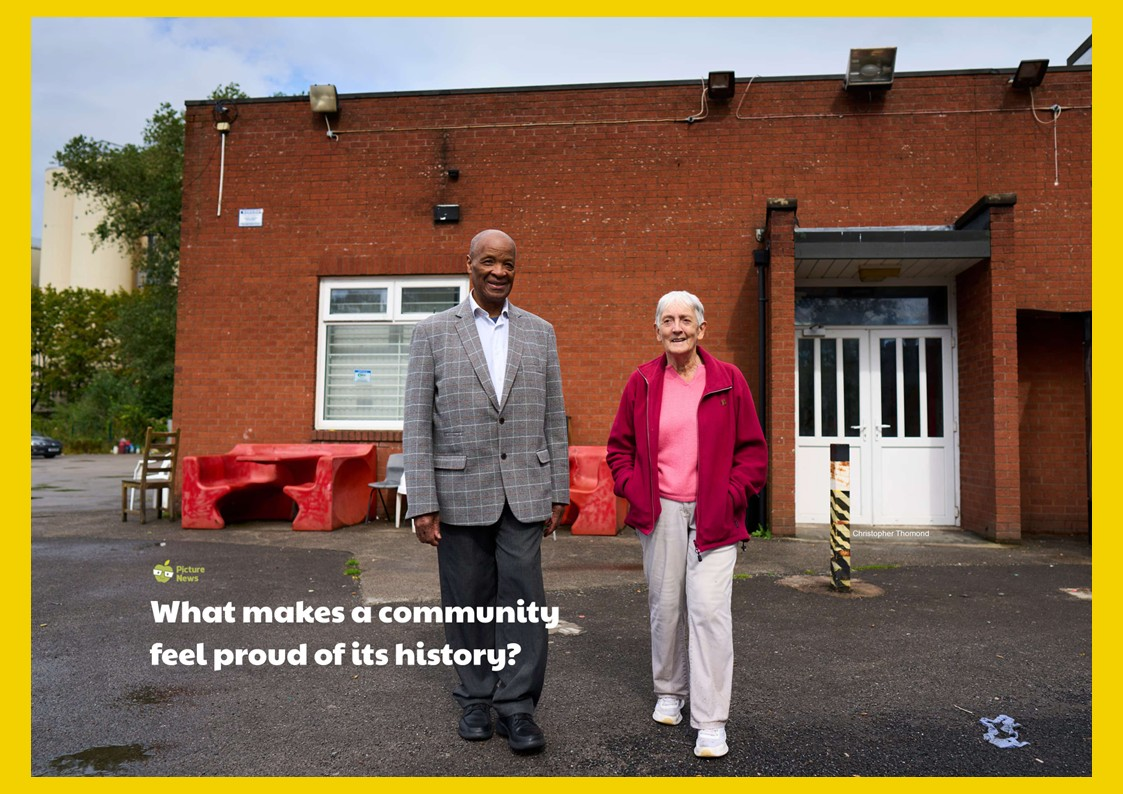 Picture
News
What makes a community
feel proud of its history?
Christopher Thomond